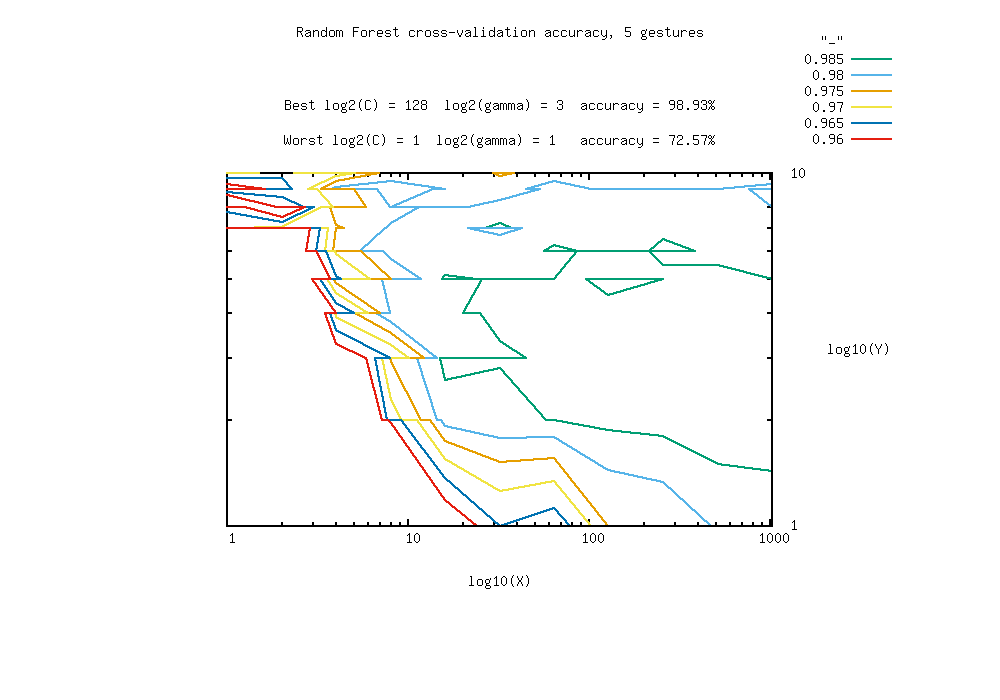 Random Forest cross-validation accuracy, 5 gestures
"_"
0.985
0.98
0.975
0.97
0.965
0.96
Best log2(C) = 128  log2(gamma) = 3  accuracy = 98.93%
Worst log2(C) = 1  log2(gamma) = 1   accuracy = 72.57%
10
log10(Y)
1
1 10 100 1000
log10(X)